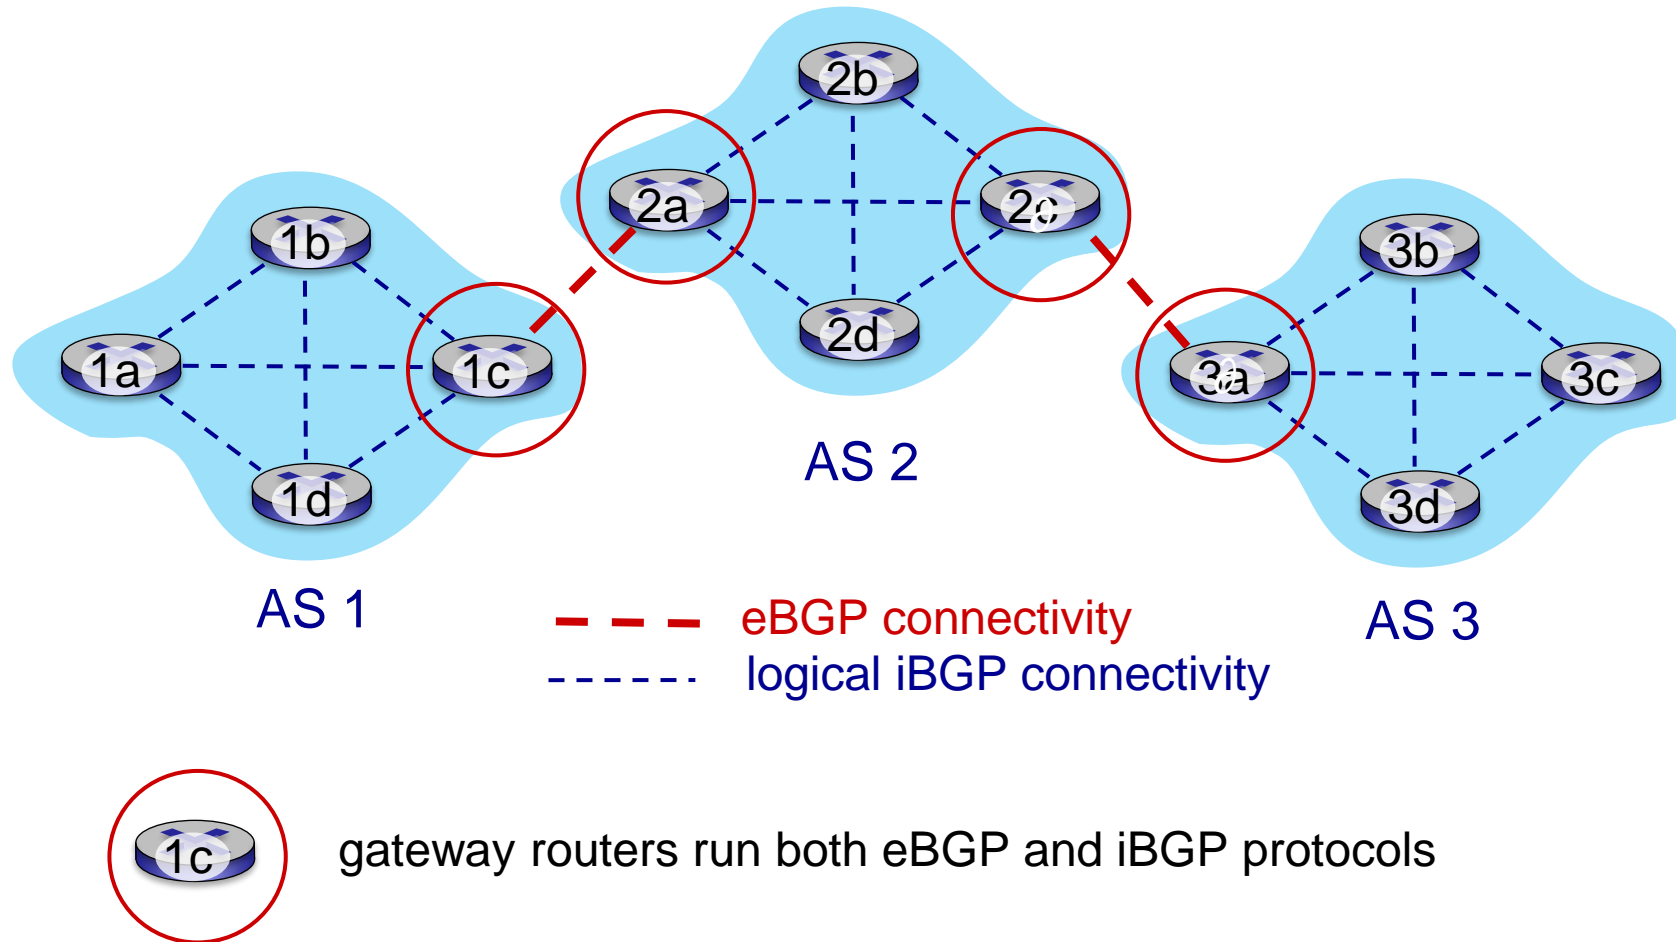 2b
2a
2c
1b
3b
2d
1a
1c
3a
3c
AS 2
1d
3d
AS 1
eBGP connectivity
AS 3
logical iBGP connectivity
1c
gateway routers run both eBGP and iBGP protocols